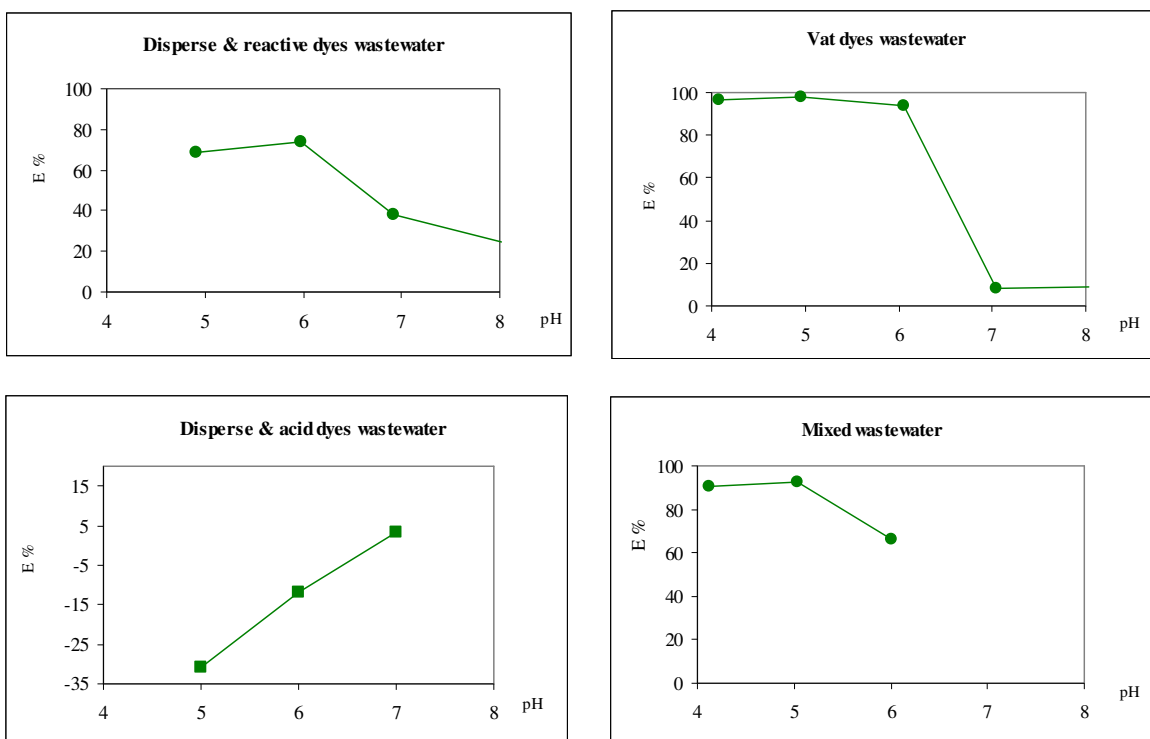 Disperse & reactive dyes wastewater
100
80
60
40
20
0
E %
4 5 6 7 8 pH
Vat dyes wastewater
100
80
60
40
20
0
E %
4 5 6 7 8 pH
Disperse & acid dyes wastewater
15
5
-5
-15
-25
-35
E %
4 5 6 7 8 pH
Mixed wastewater
100
80
60
40
20
0
E %
4 5 6 7 8 pH